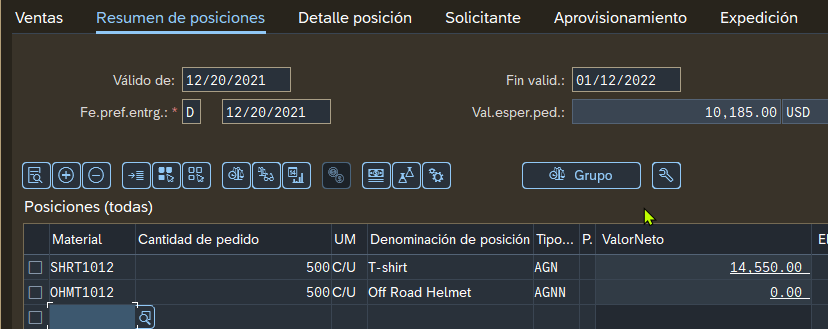 Ventas Resumen de posiciones Detalle posición Solicitante Aprovisionamiento Expedición
Válido de: 12/20/2021 Fin valid.: 01/12/2022
Fe.pref.entrg.: * D 12/20/2021 Val.esper.ped.: 10,185.00 USD
Grupo
Posiciones (todas)
Material Cantidad de pedido UM Denominación de posición Tipo... P. ValorNeto
SHRT1012 500 C/U T-shirt AGN 14,550.00
OHMT1012 500 C/U Off Road Helmet AGNN 0.00